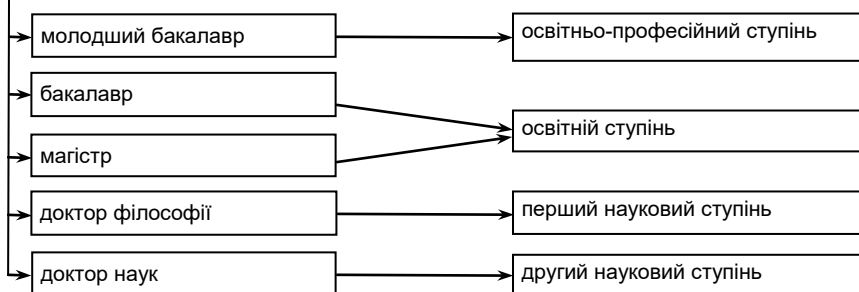 молодший бакалавр
освітньо-професійний ступінь
бакалавр
освітній ступінь
магістр
доктор філософії
перший науковий ступінь
доктор наук
другий науковий ступінь